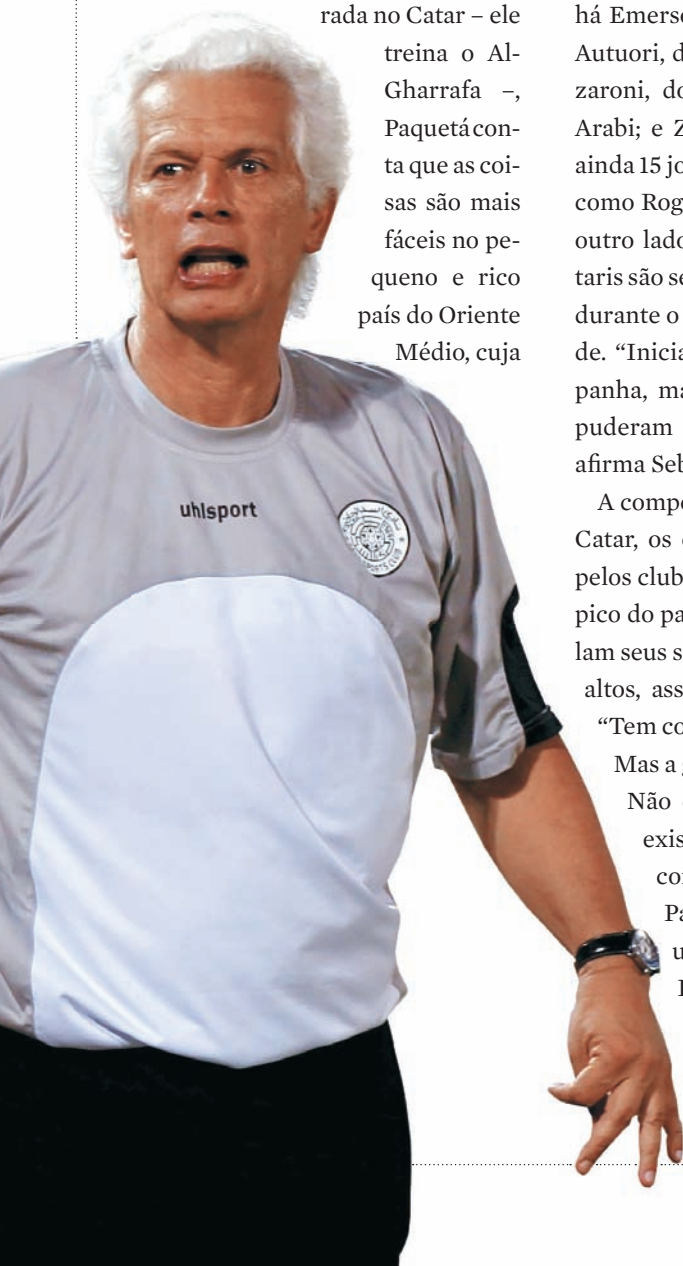 rada no Catar – ele
treina o Al-
Gharrafa –,
Paquetá con-
ta que as coi-
sas são mais
fáceis no pe-
queno e rico
país do Oriente
Médio, cuja
há Emerso
Autuori, d
zaroni, do
Arabi; e Z
ainda 15 jo
como Rog
outro lado
taris são se
durante o
de. “Inicia
panha, ma
puderam
afirma Seb
A compe
Catar, os
pelos club
pico do pa
lam seus s
altos, ass
“Tem co
Mas a g
Não
exis
con
Pa
u
uhlsport